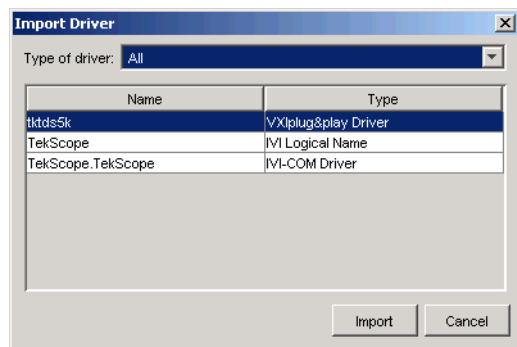 Import Driver
Type of driver: All
Name Type
tktds5k VXIplug&play Driver
TekScope IVI Logical Name
TekScope.TekScope IVI-COM Driver
Import Cancel